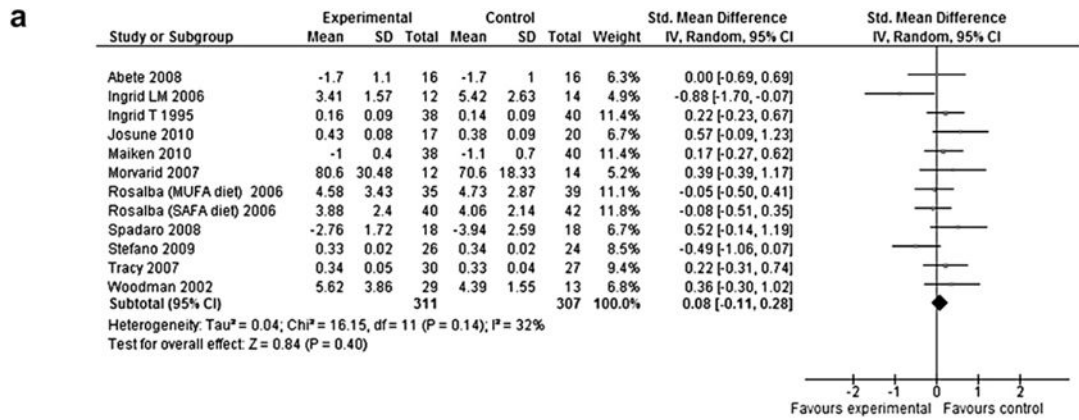 a
Experimental Control Std. Mean Difference Std. Mean Difference
Study or Subgroup Mean SD Total Mean SD Total Weight IV, Random, 95% CI IV, Random, 95% CI
Abete 2008 -1.7 1.1 16 -1.7 1 16 6.3% 0.00 [-0.69, 0.69]
Ingrid LM 2006 3.41 1.57 12 5.42 2.63 14 4.9% -0.88 [-1.70, -0.07]
Ingrid T 1995 0.16 0.09 38 0.14 0.09 40 11.4% 0.22 [-0.23, 0.67]
Josune 2010 0.43 0.08 17 0.38 0.09 20 6.7% 0.57 [-0.09, 1.23]
Maiken 2010 -1 0.4 38 -1.1 0.7 40 11.4% 0.17 [-0.27, 0.62]
Morvarid 2007 80.6 30.48 12 70.6 18.33 14 5.2% 0.39 [-0.39, 1.17]
Rosalba (MUFA diet) 2006 4.58 3.43 35 4.73 2.87 39 11.1% -0.05 [-0.50, 0.41]
Rosalba (SAFA diet) 2006 3.88 2.4 40 4.06 2.14 42 11.8% -0.08 [-0.51, 0.35]
Spadaro 2008 -2.76 1.72 18 -3.94 2.59 18 6.7% 0.52 [-0.14, 1.19]
Stefano 2009 0.33 0.02 26 0.34 0.02 24 8.5% -0.49 [-1.06, 0.07]
Tracy 2007 0.34 0.05 30 0.33 0.04 27 9.4% 0.22 [-0.31, 0.74]
Woodman 2002 5.62 3.86 29 4.39 1.55 13 6.8% 0.36 [-0.30, 1.02]
Subtotal (95% CI) 311 307 100.0% 0.08 [-0.11, 0.28]
Heterogeneity: Tau² = 0.04; Chi² = 16.15, df = 11 (P = 0.14); I² = 32%
Test for overall effect: Z = 0.84 (P = 0.40)
-2 -1 0 1 2
Favours experimental Favours control